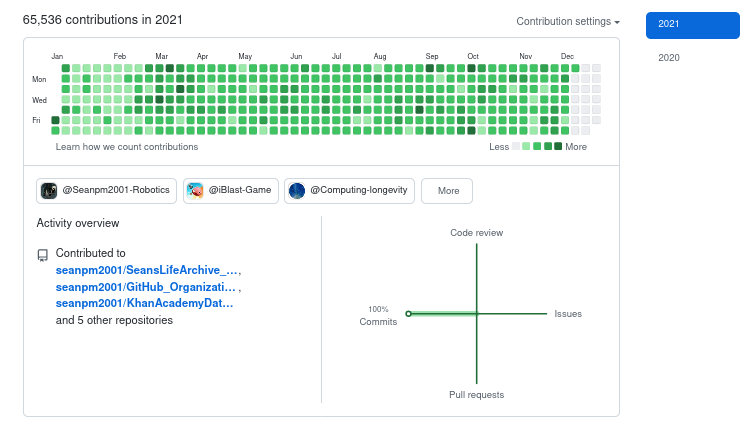 65,536 contributions in 2021
Contribution settings
2021
2020
Jan Feb Mar Apr May Jun Jul Aug Sep Oct Nov Dec
Mon
Wed
Fri
Learn how we count contributions
Less More
@Seanpm2001-Robotics
@iBlast-Game
@Computing-longevity
More
Activity overview
Contributed to
seanpm2001/SeansLifeArchive_…,
seanpm2001/GitHub_Organizati… ,
seanpm2001/KhanAcademyDat…
and 5 other repositories
Code review
100%
Commits
Issues
Pull requests